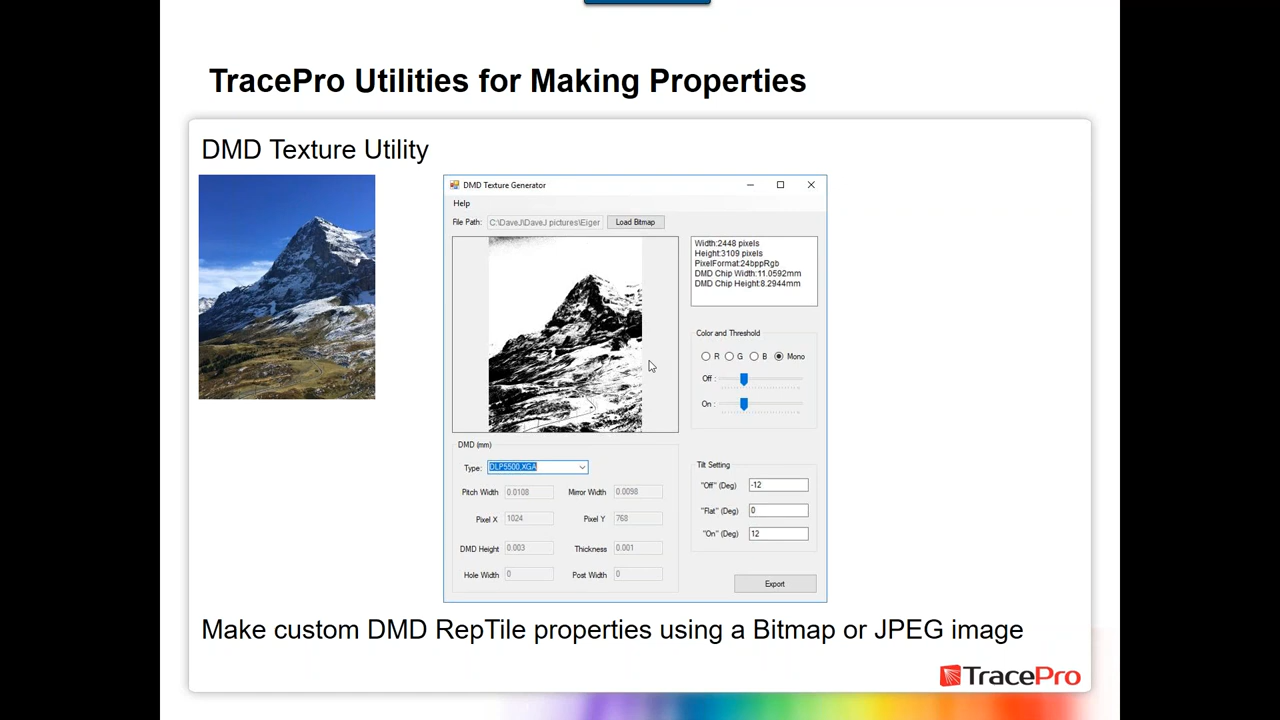 TracePro Utilities for Making Properties
DMD Texture Utility
DMD Texture Generator
Help
File Path: C:\DaveJ\DaveJ pictures\Eiger Load Bitmap
Width:2448 pixels
Height:3109 pixels
PixelFormat:24bppRgb
DMD Chip Width:11.0592mm
DMD Chip Height:8.2944mm
Color and Threshold
R G B Mono
Off :
On :
DMD (mm)
Type: DLP5500,XGA
Pitch Width 0.0108 Mirror Width 0.0098
Pixel X 1024 Pixel Y 768
DMD Height 0.003 Thickness 0.001
Hole Width 0 Post Width 0
Tilt Setting
"Off" (Deg) -12
"Flat" (Deg) 0
"On" (Deg) 12
Export
Make custom DMD RepTile properties using a Bitmap or JPEG image
TracePro